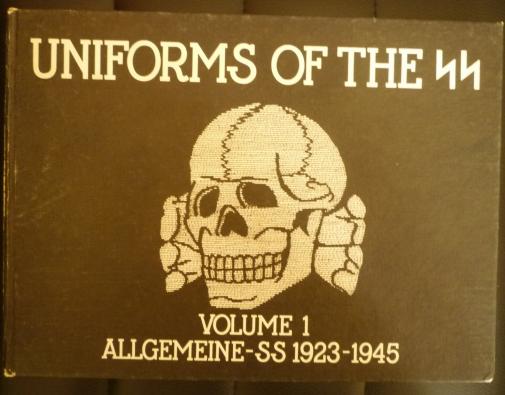 UNIFORMS OF THE ᛋᛋ
VOLUME 1
ALLGEMEINE-SS 1923-1945